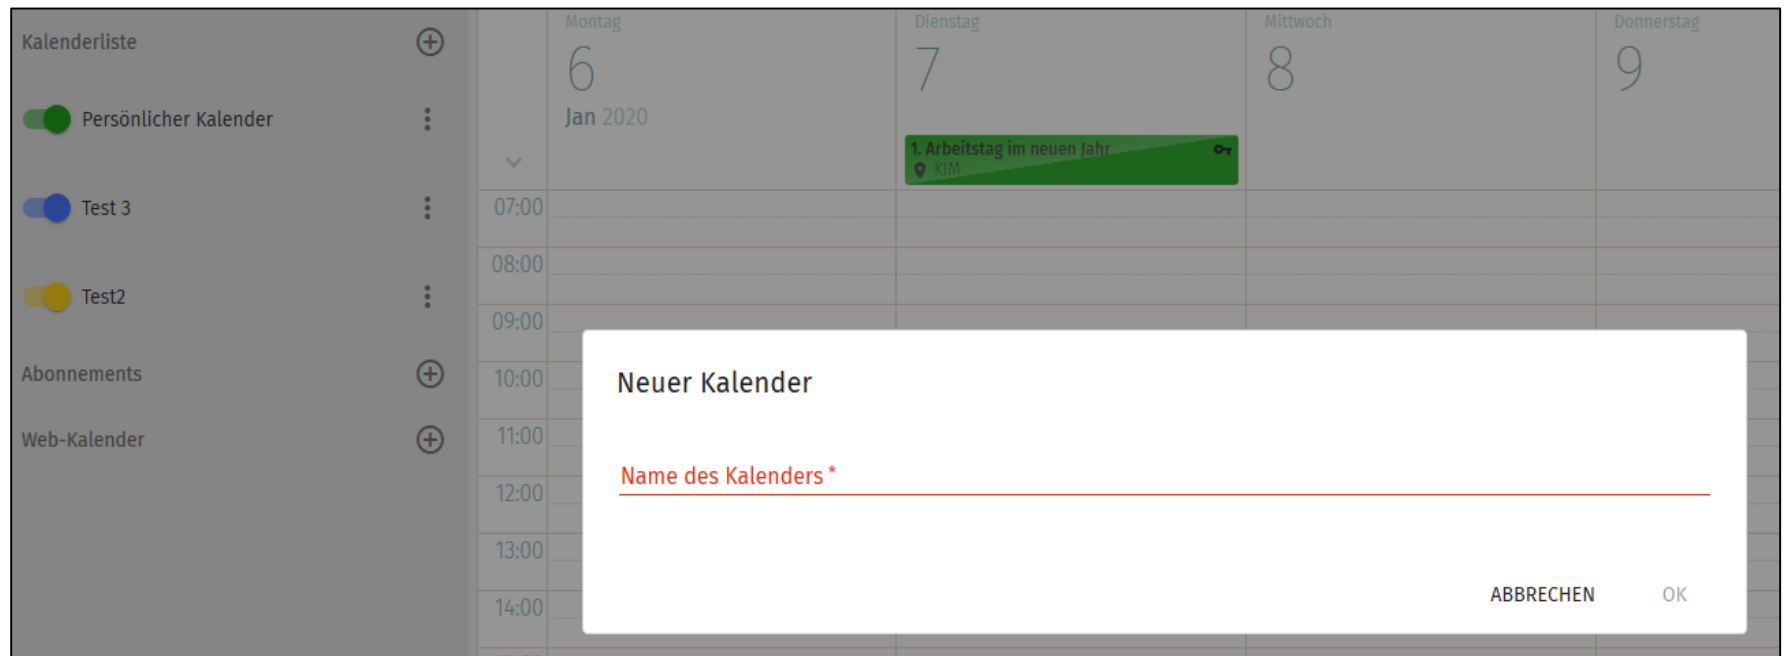 Kalenderliste
Persönlicher Kalender
Test 3
Test2
Abonnements
Web-Kalender
Montag
6
Jan 2020
Dienstag
7
Mittwoch
8
Donnerstag
9
1. Arbeitstag im neuen Jahr
KIM
07:00
08:00
09:00
10:00
11:00
12:00
13:00
14:00
Neuer Kalender
Name des Kalenders *
ABBRECHEN OK